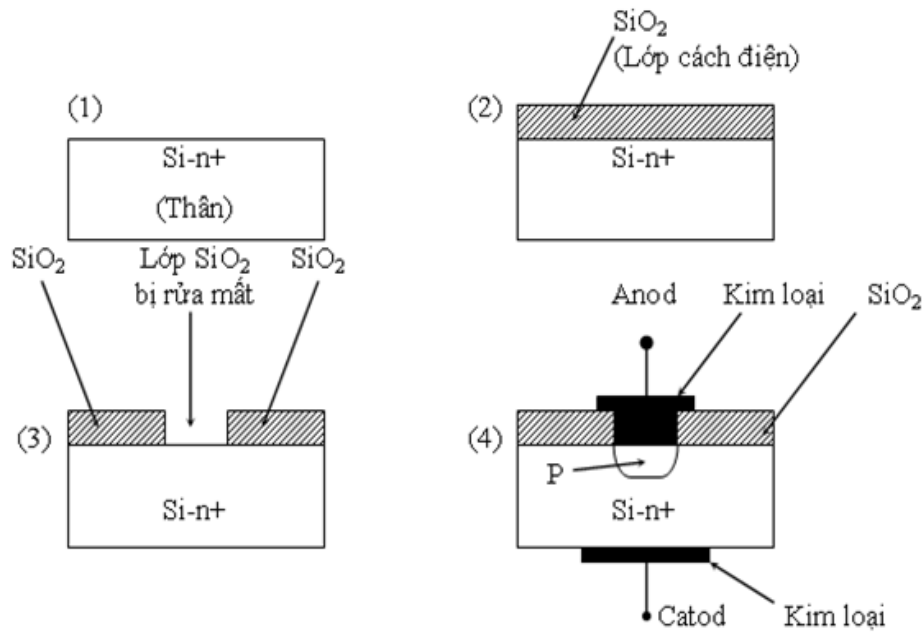 (1)
Si-n+
(Thân)
SiO₂
(Lớp cách điện)
(2)
Si-n+
SiO₂
Lớp SiO₂
bị rửa mất
SiO₂
(3)
Si-n+
Anod
Kim loại
SiO₂
(4)
P
Si-n+
Catod
Kim loại